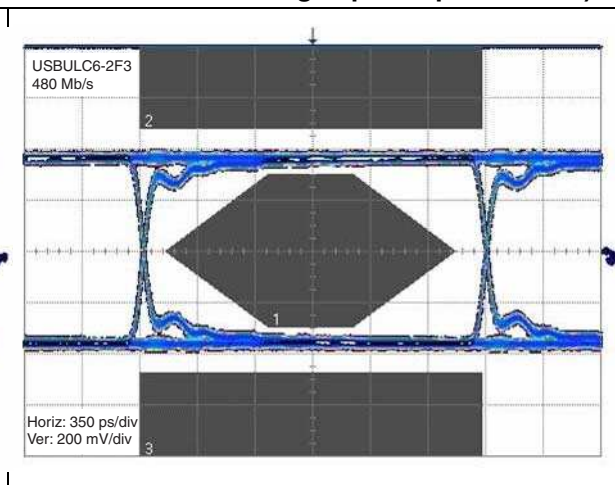 USBULC6-2F3
480 Mb/s
2
1
Horiz: 350 ps/div
Ver: 200 mV/div
3